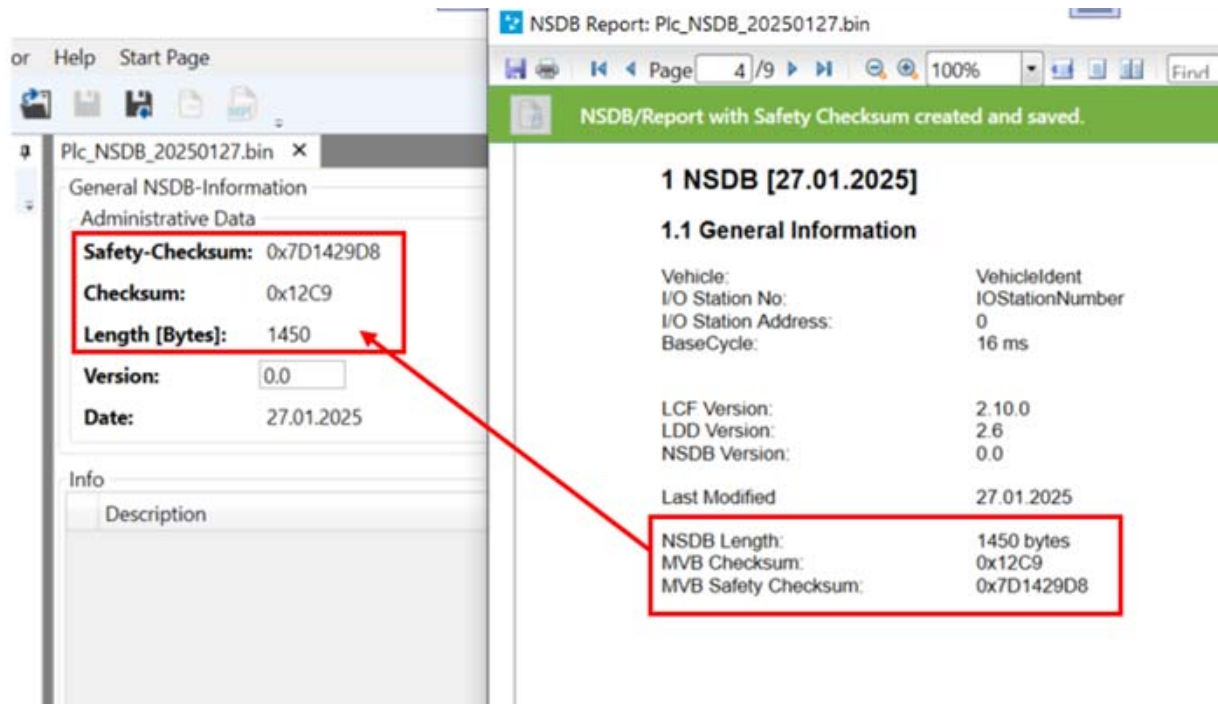 or Help Start Page
Plc_NSDB_20250127.bin ×
General NSDB-Information
Administrative Data
Safety-Checksum: 0x7D1429D8
Checksum: 0x12C9
Length [Bytes]: 1450
Version: 0.0
Date: 27.01.2025
Info
Description
NSDB Report: Plc_NSDB_20250127.bin
Page 4 /9 100% Find
NSDB/Report with Safety Checksum created and saved.
1 NSDB [27.01.2025]
1.1 General Information
Vehicle: VehicleIdent
I/O Station No: IOStationNumber
I/O Station Address: 0
BaseCycle: 16 ms
LCF Version: 2.10.0
LDD Version: 2.6
NSDB Version: 0.0
Last Modified 27.01.2025
NSDB Length: 1450 bytes
MVB Checksum: 0x12C9
MVB Safety Checksum: 0x7D1429D8